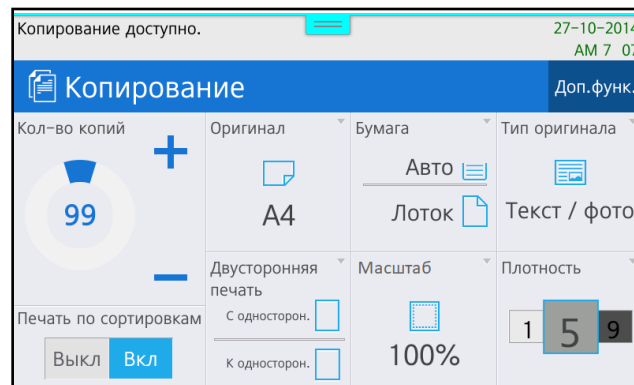 Копирование доступно.
27-10-2014
AM 7 07
Копирование
Доп.функ.
Кол-во копий
99
Оригинал
A4
Бумага
Авто
Лоток
Тип оригинала
Текст / фото
Печать по сортировкам
Выкл Вкл
Двусторонняя
печать
С односторон.
К односторон.
Масштаб
100%
Плотность
1 5 9